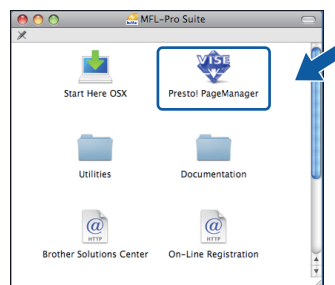 MFL-Pro Suite
VISE
Start Here OSX
Presto! PageManager
Utilities
Documentation
@
HTTP
@
HTTP
Brother Solutions Center
On-Line Registration